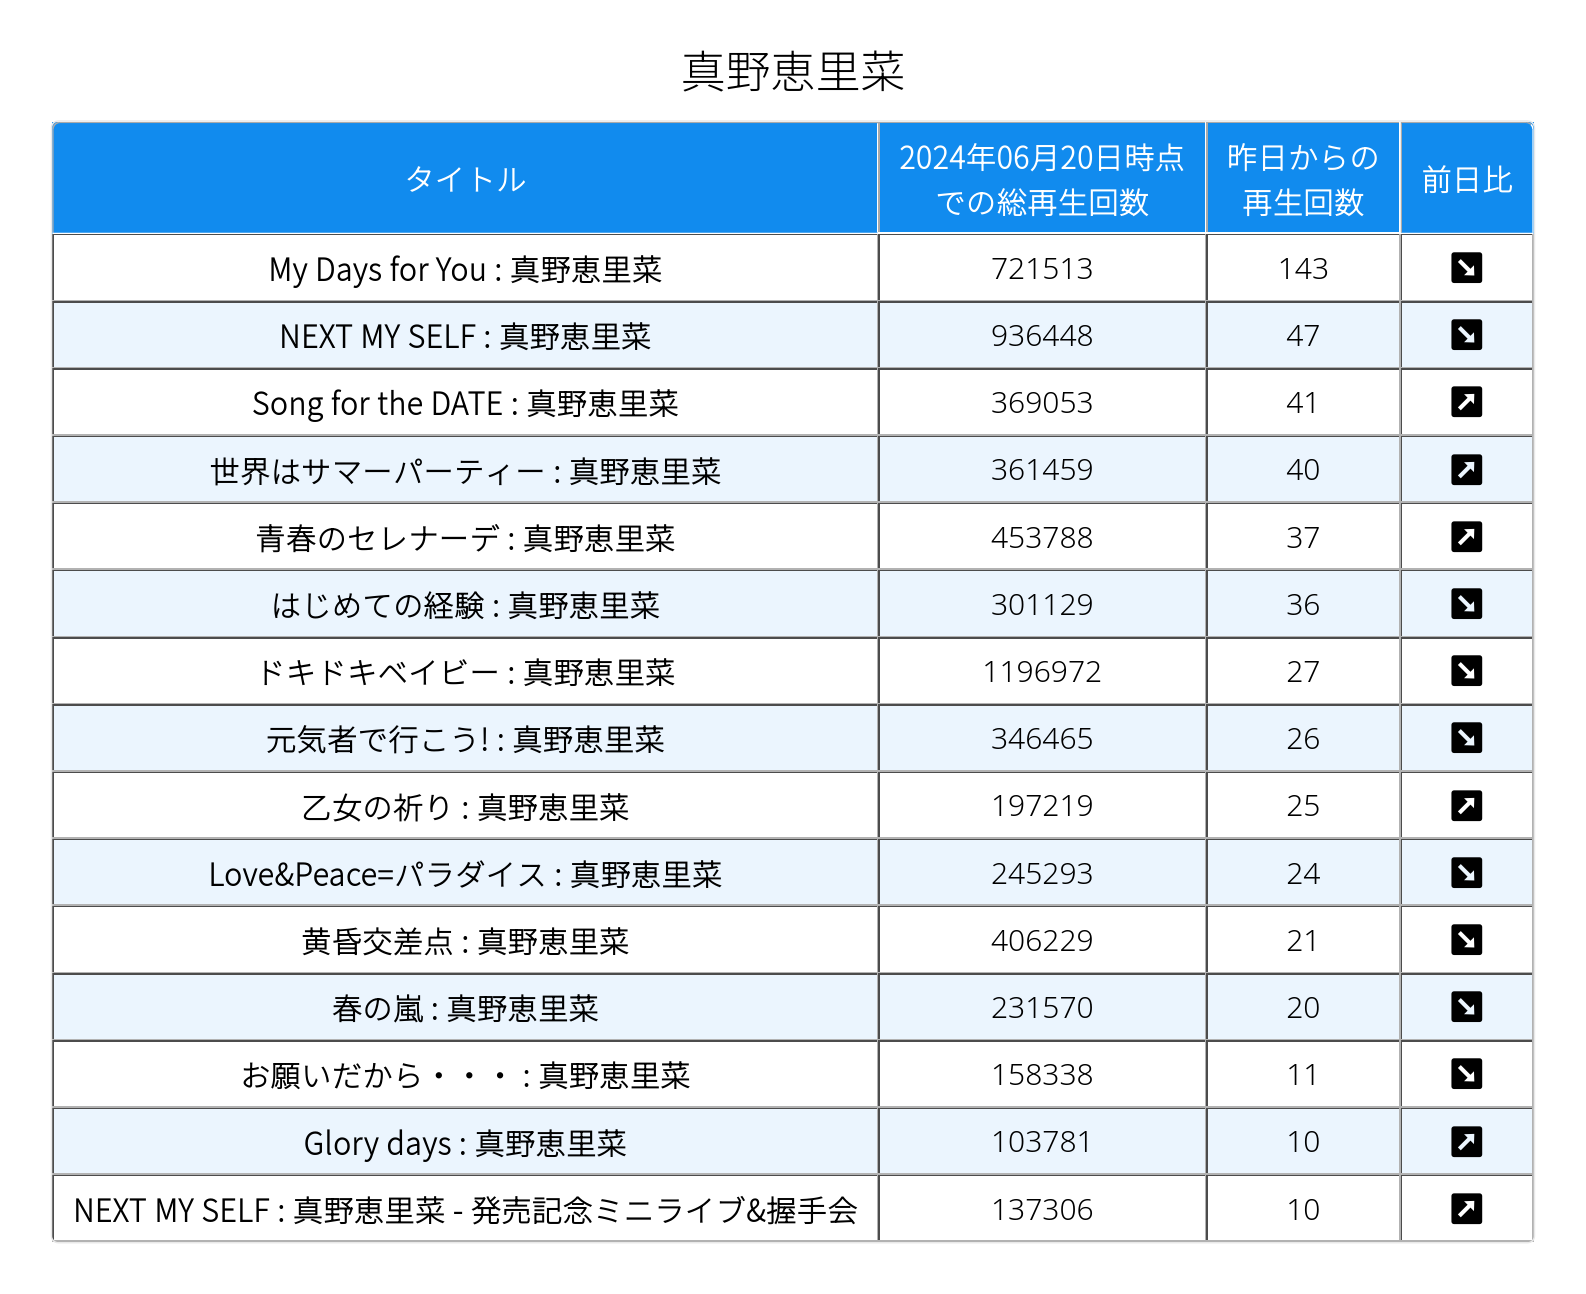 真野恵里菜
タイトル 2024年06月20日時点での総再生回数 昨日からの再生回数 前日比
My Days for You : 真野恵里菜 721513 143
NEXT MY SELF : 真野恵里菜 936448 47
Song for the DATE : 真野恵里菜 369053 41
世界はサマーパーティー : 真野恵里菜 361459 40
青春のセレナーデ : 真野恵里菜 453788 37
はじめての経験 : 真野恵里菜 301129 36
ドキドキベイビー : 真野恵里菜 1196972 27
元気者で行こう! : 真野恵里菜 346465 26
乙女の祈り : 真野恵里菜 197219 25
Love&Peace=パラダイス : 真野恵里菜 245293 24
黄昏交差点 : 真野恵里菜 406229 21
春の嵐 : 真野恵里菜 231570 20
お願いだから・・・ : 真野恵里菜 158338 11
Glory days : 真野恵里菜 103781 10
NEXT MY SELF : 真野恵里菜 - 発売記念ミニライブ&握手会 137306 10